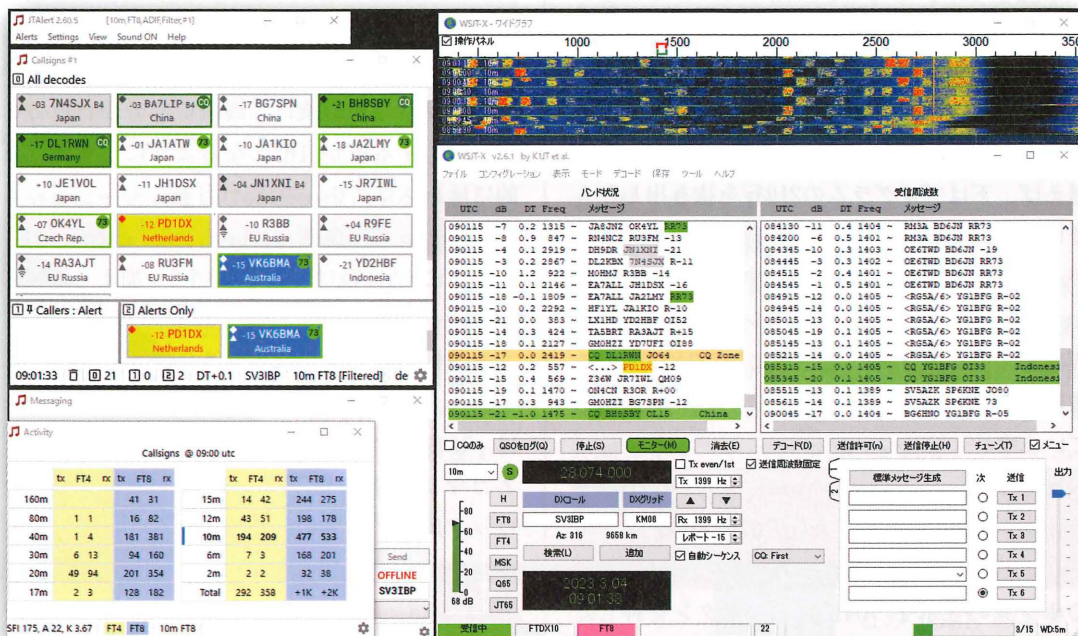 JTAlert 2.60.5 [10m,FT8,ADIF,Filter,#1]
Alerts Settings View Sound ON Help
Callsigns #1
0 All decodes
-03 7N4SJX B4 Japan
-03 BA7LIP B4 CQ China
-17 BG7SPN China
-21 BH8SBY CQ China
-17 DL1RWN CQ Germany
-01 JA1ATW 73 Japan
-10 JA1KIO Japan
-18 JA2LMY 73 Japan
+10 JE1VOL Japan
-11 JH1DSX Japan
-04 JN1XNI B4 Japan
-15 JR7IWL Japan
-07 OK4YL 73 Czech Rep.
-12 PD1DX Netherlands
-10 R3BB EU Russia
+04 R9FE EU Russia
-14 RA3AJT EU Russia
-08 RU3FM EU Russia
-15 VK6BMA 73 Australia
-21 YD2HBF Indonesia
1 Callers : Alert
2 Alerts Only
-12 PD1DX Netherlands
-15 VK6BMA 73 Australia
09:01:33 0 21 1 0 2 2 DT+0.1 SV3IBP 10m FT8 [Filtered] de
Messaging
Send
OFFLINE
SV3IBP
Activity
Callsigns @ 09:00 utc
tx FT4 rx tx FT8 rx tx FT4 rx tx FT8 rx
160m 41 31 15m 14 42 244 275
80m 1 1 16 82 12m 43 51 198 178
40m 1 4 181 381 10m 194 209 477 533
30m 6 13 94 160 6m 7 3 168 201
20m 49 94 201 354 2m 2 2 32 38
17m 2 3 128 182 Total 292 358 +1K +2K
SFI 175, A 22, K 3.67 FT4 FT8 10m FT8
WSJT-X - ワイドグラフ
操作パネル 1000 1500 2000 2500 3000 350
WSJT-X v2.6.1 by K1JT et al.
ファイル コンフィグレーション 表示 モード デコード 保存 ツール ヘルプ
バンド状況
UTC dB DT Freq メッセージ
090115 -7 0.2 1315 ~ JA8JNZ OK4YL RR73
090115 -8 0.9 847 ~ RN4NCZ RU3FM -13
090115 -4 0.1 2919 ~ DH9DR JN1XNI -21
090115 -3 0.2 2867 ~ DL2KBX 7N4SJX R-11
090115 -10 1.2 922 ~ M0HMJ R3BB -14
090115 -11 0.1 2146 ~ EA7ALL JH1DSX -16
090115 -18 -0.1 1809 ~ EA7ALL JA2LMY RR73
090115 -10 0.2 2292 ~ HF1YL JA1KIO R-10
090115 -21 0.0 383 ~ LX1HD YD2HBF OI52
090115 -14 0.3 424 ~ TA5BRT RA3AJT R+15
090115 -18 0.1 2127 ~ GM0HZI YD7UFI OI88
090115 -17 0.0 2419 ~ CQ DL1RWN JO64 CQ Zone
090115 -12 0.2 557 ~ <...> PD1DX -12
090115 -15 0.4 569 ~ Z36W JR7IWL QM09
090115 -19 0.1 1470 ~ ON4CN R3OR R+00
090115 -17 0.3 943 ~ GM0HZI BG7SPN -12
090115 -21 -1.0 1475 ~ CQ BH8SBY CL15 China
受信周波数
UTC dB DT Freq メッセージ
084130 -11 0.4 1404 ~ RM3A BD6JN RR73
084200 -6 0.5 1401 ~ RM3A BD6JN RR73
084345 -10 0.3 1403 ~ OE6TWD BD6JN -19
084445 -3 0.3 1402 ~ OE6TWD BD6JN RR73
084515 -2 0.4 1401 ~ OE6TWD BD6JN RR73
084545 -1 0.5 1401 ~ OE6TWD BD6JN RR73
084915 -12 0.0 1405 ~ <RG5A/6> YG1BFG R-02
084945 -14 0.0 1405 ~ <RG5A/6> YG1BFG R-02
085015 -13 0.0 1405 ~ <RG5A/6> YG1BFG R-02
085045 -19 0.1 1405 ~ <RG5A/6> YG1BFG R-02
085145 -13 0.1 1405 ~ <RG5A/6> YG1BFG R-02
085215 -14 0.0 1405 ~ <RG5A/6> YG1BFG R-02
085315 -15 0.0 1405 ~ CQ YG1BFG OI33 Indonesi
085345 -20 0.1 1405 ~ CQ YG1BFG OI33 Indonesi
085515 -13 0.1 1389 ~ SV5AZK SP6KNE JO80
085615 -14 0.1 1389 ~ SV5AZK SP6KNE 73
090045 -17 0.0 1404 ~ BG6HNO YG1BFG R-05
CQのみ QSOをログ(Q) 停止(S) モニター(M) 消去(E) デコード(D) 送信許可(n) 送信停止(H) チューン(T) メニュー
10m S 28.074 000
Tx even/1st 送信周波数固定
Tx 1399 Hz
Rx 1399 Hz
レポート -15
自動シーケンス CQ: First
H
FT8
FT4
MSK
Q65
JT65
-80
-60
-40
-20
-0
68 dB
DXコール DXグリッド
SV3IBP KM08
Az: 316 9658 km
検索(L) 追加
2023 3 04
09:01:38
2
標準メッセージ生成 次 送信 出力
Tx 1
Tx 2
Tx 3
Tx 4
Tx 5
Tx 6
受信中 FTDX10 FT8 22 8/15 WD:5m